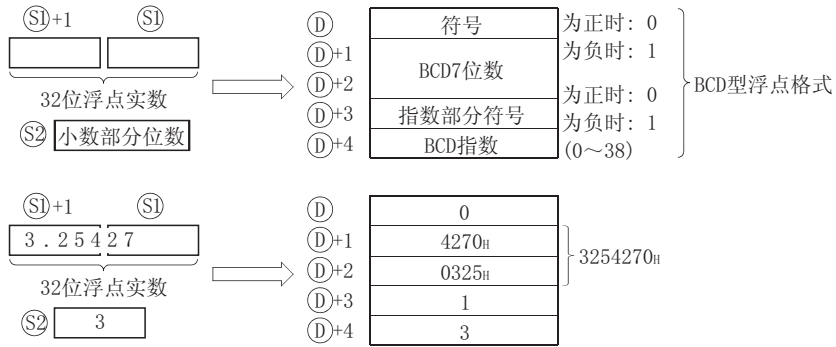 S1+1 S1
32位浮点实数
S2 小数部分位数
D 符号 为正时: 0
D+1 BCD7位数 为负时: 1
D+2 为正时: 0
D+3 指数部分符号 为负时: 1
D+4 BCD指数 (0～38)
BCD型浮点格式
S1+1 S1
3.25427
32位浮点实数
S2 3
D 0
D+1 4270H
D+2 0325H
3254270H
D+3 1
D+4 3